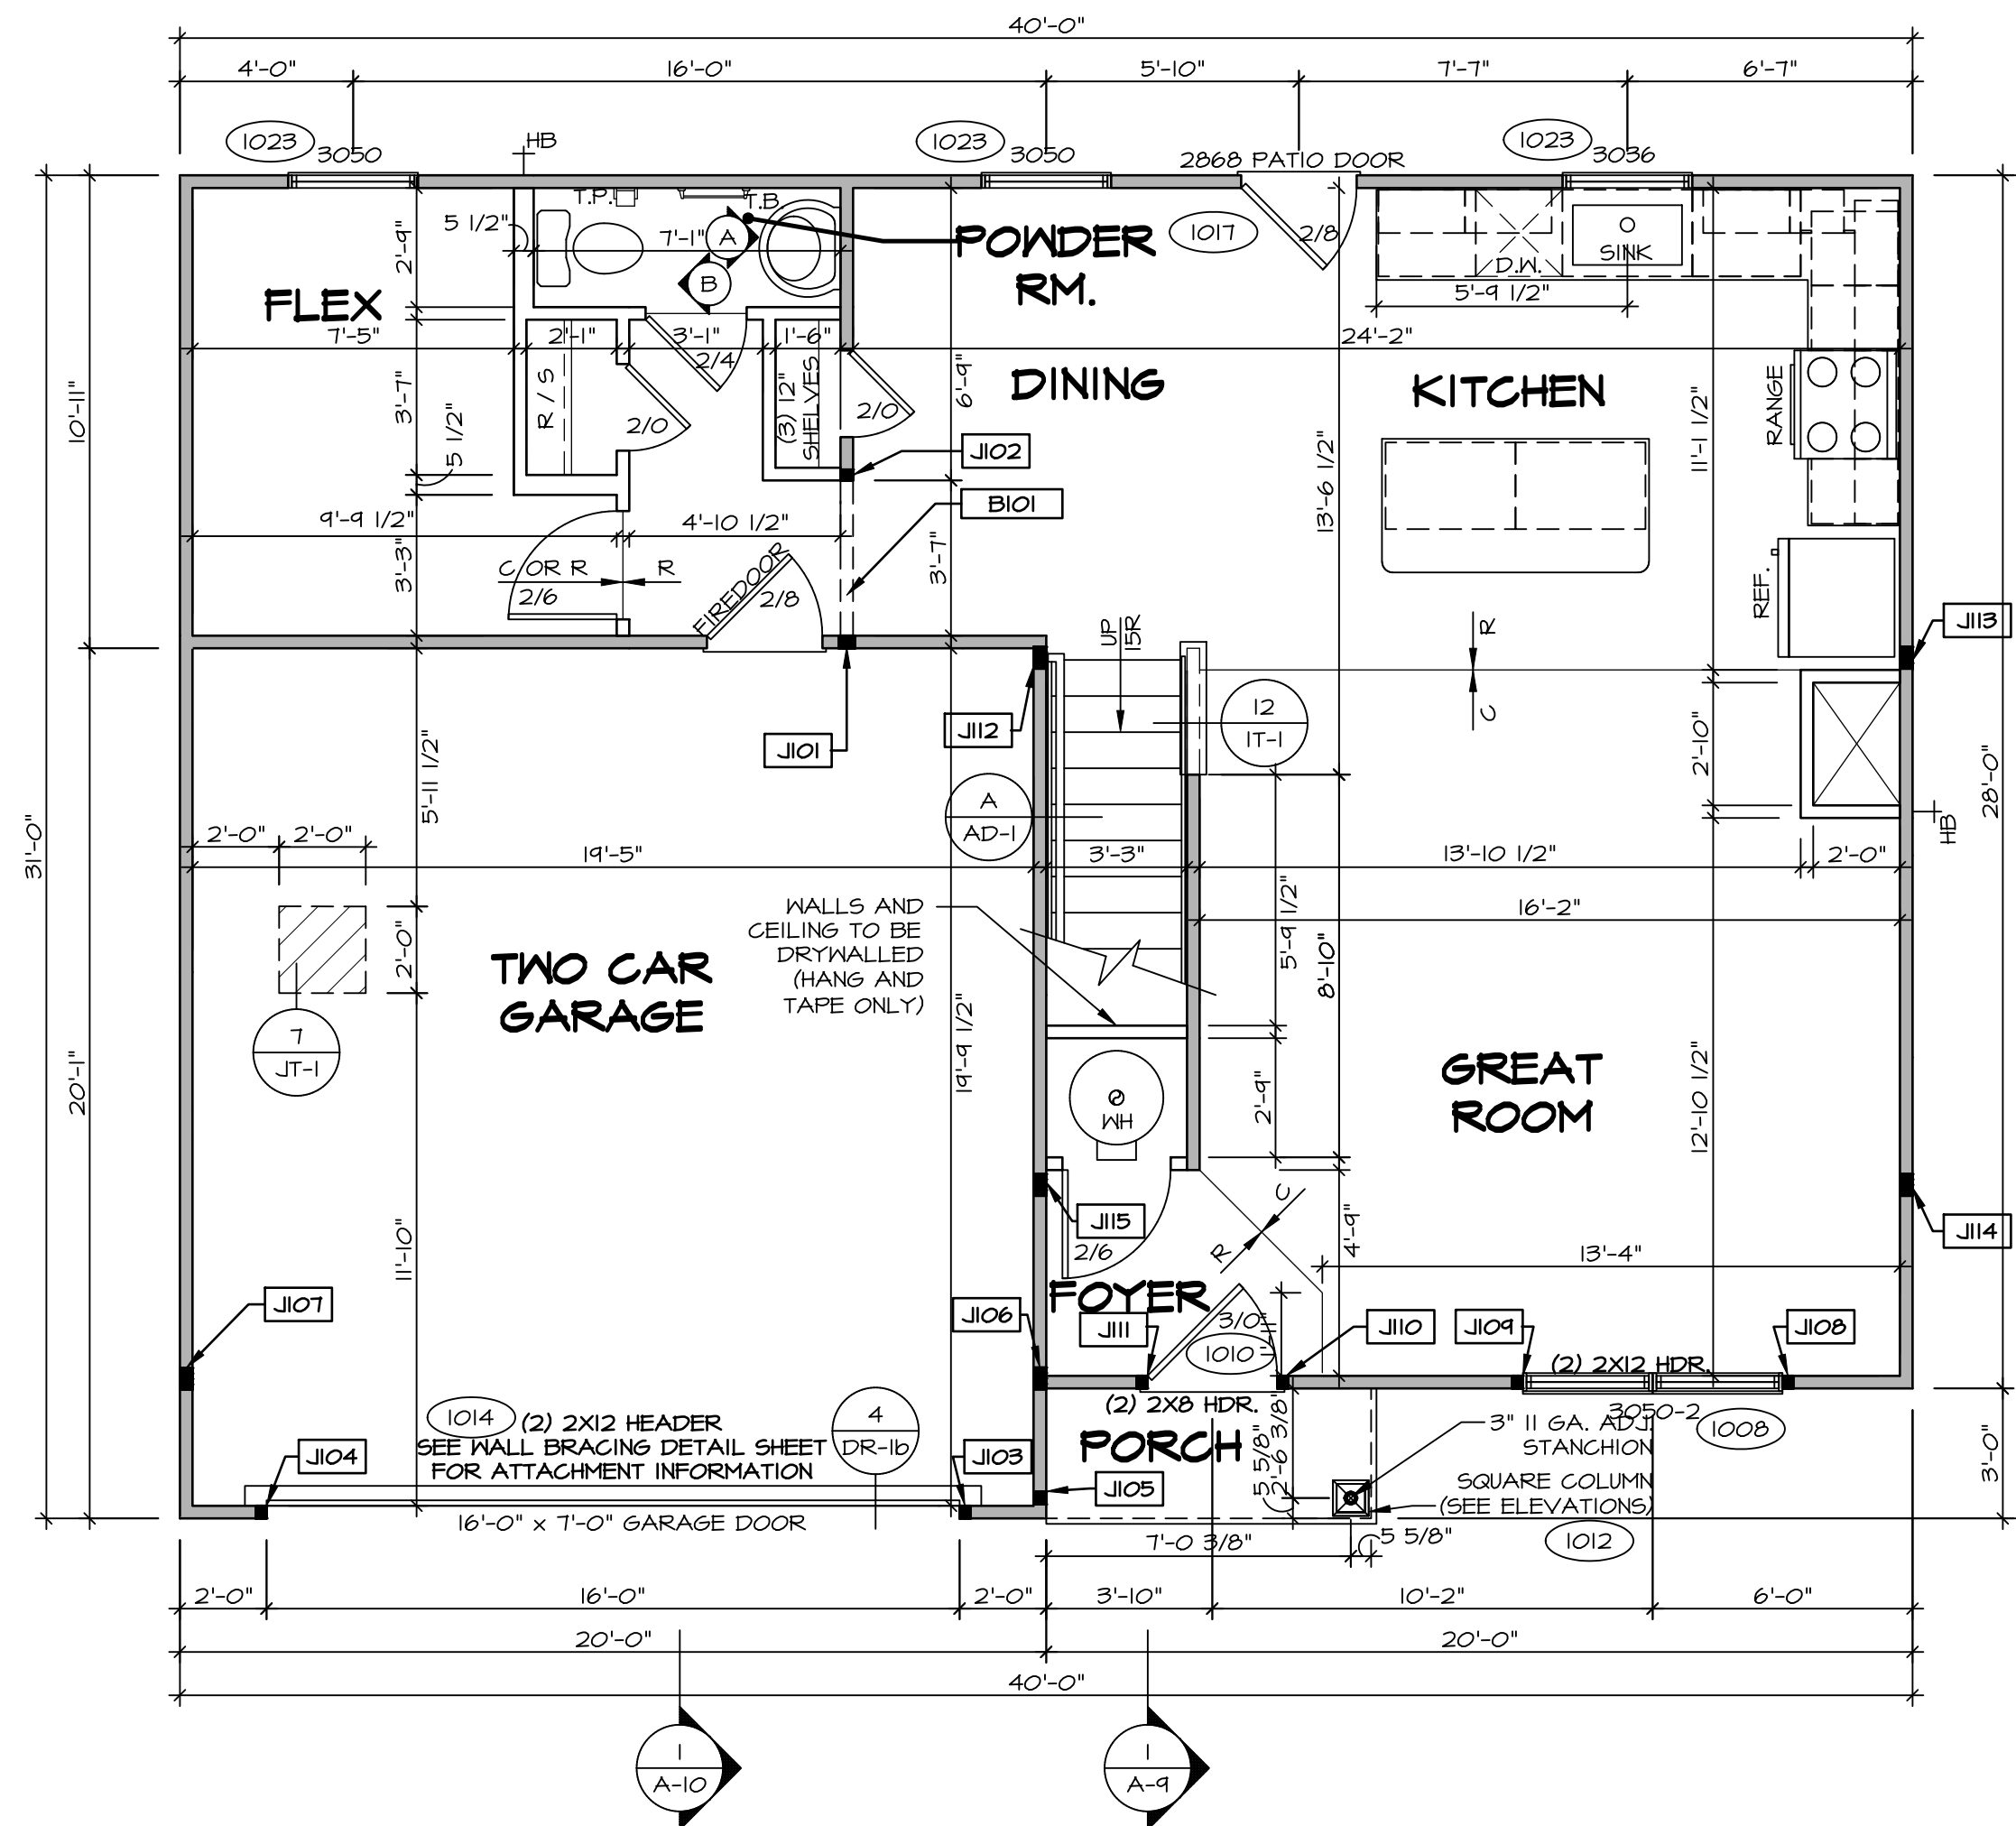 40'-0"
4'-0" 16'-0" 5'-10" 7'-7" 6'-7"
1023 3050 HB 1023 3050 2868 PATIO DOOR 1023 3036
T.P. T.B.
5 1/2" 2'-9" 7'-1" A B
POWDER
RM.
1017 2/8 D.W. SINK
5'-9 1/2"
FLEX
7'-5" 2'-1" 3'-1" 1'-6" 24'-2"
2/4
DINING
KITCHEN
RANGE
10'-11"
3'-7" 5 1/2" R / S 2/0
(3) 12"
SHELVES
2/0 6'-9"
J102
13'-6 1/2" 11'-1 1/2"
B101
9'-9 1/2" 4'-10 1/2"
3'-3" 3'-7"
C OR R R
2/6
FIREDOOR
2/8
REF.
UP
15R
R
C
J113
J101
J112
12
1T-1
A
AD-1
5'-11 1/2"
2'-10"
28'-0"
HB
31'-0"
2'-0" 2'-0" 19'-5" 3'-3" 13'-10 1/2" 2'-0"
16'-2"
2'-0"
WALLS AND
CEILING TO BE
DRYWALLED
(HANG AND
TAPE ONLY)
5'-9 1/2" 8'-10"
TWO CAR
GARAGE
7
JT-1
20'-1"
19'-9 1/2"
WH
2'-9"
GREAT
ROOM
12'-10 1/2"
11'-10"
J115
2/6
C
R
4'-9"
J114
13'-4"
FOYER
J107
J106
J111
3/0
1010
J110
J109
J108
(2) 2X12 HDR.
3050-2
1008
1014
(2) 2X12 HEADER
SEE WALL BRACING DETAIL SHEET
FOR ATTACHMENT INFORMATION
4
DR-1b
(2) 2X8 HDR.
PORCH
5 5/8" 2'-6 3/8"
3" 11 GA. ADJ.
STANCHION
SQUARE COLUMN
(SEE ELEVATIONS)
3'-0"
J104
J103
J105
16'-0" x 7'-0" GARAGE DOOR
7'-0 3/8" 5 5/8"
1012
2'-0" 16'-0" 2'-0" 3'-10" 10'-2" 6'-0"
20'-0" 20'-0"
40'-0"
1
A-10
1
A-9